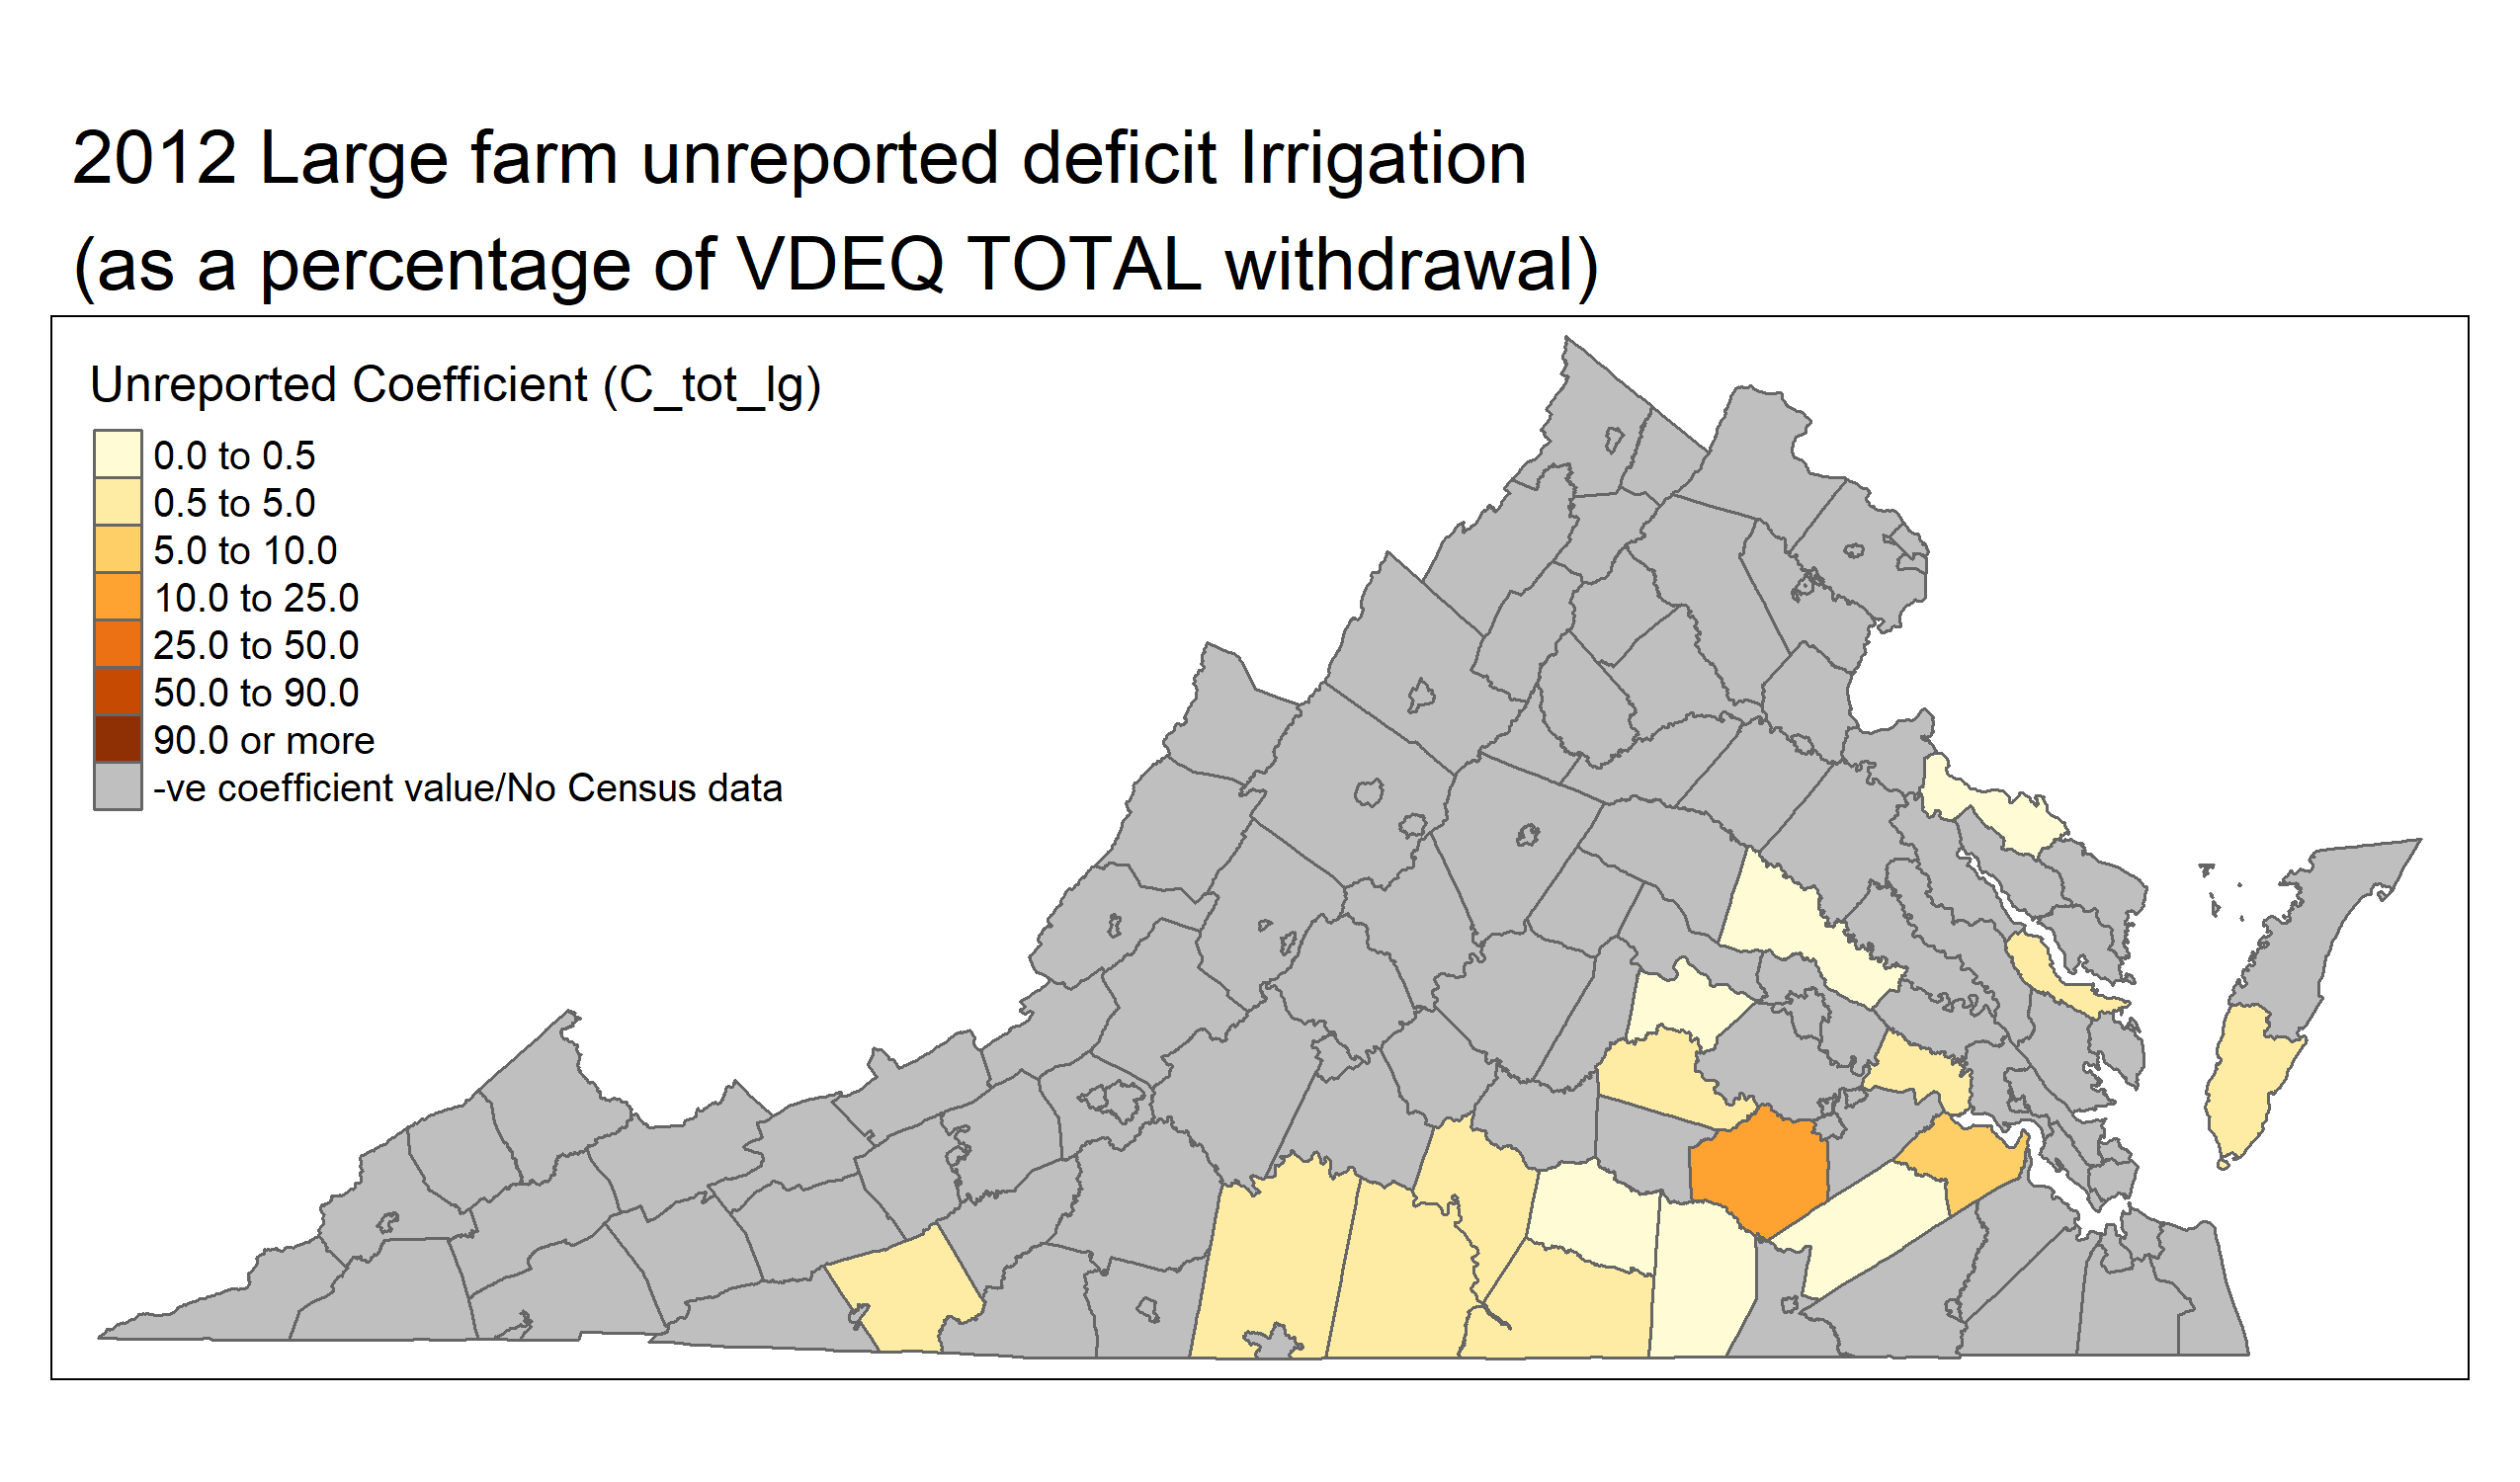 2012 Large farm unreported deficit Irrigation
(as a percentage of VDEQ TOTAL withdrawal)
Unreported Coefficient (C_tot_lg)
0.0 to 0.5
0.5 to 5.0
5.0 to 10.0
10.0 to 25.0
25.0 to 50.0
50.0 to 90.0
90.0 or more
-ve coefficient value/No Census data